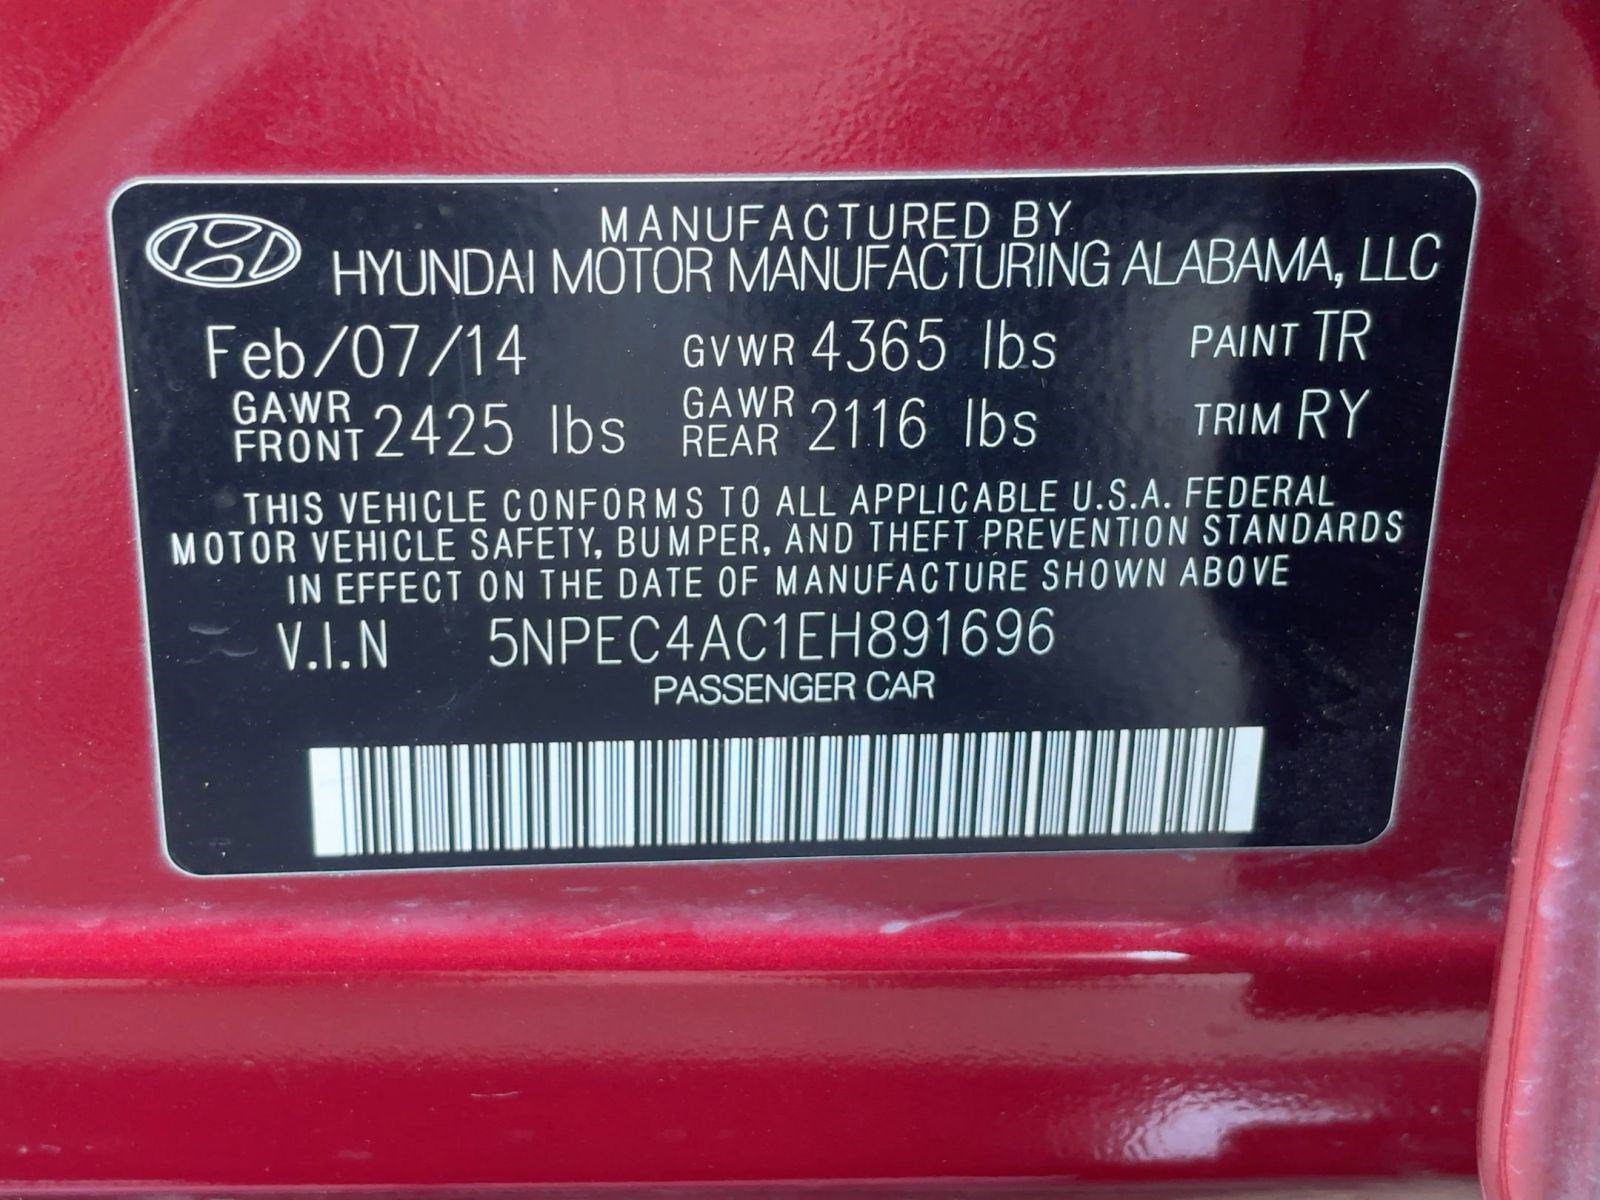 MANUFACTURED BY
HYUNDAI MOTOR MANUFACTURING ALABAMA, LLC
Feb/07/14 GVWR 4365 lbs PAINT TR
GAWR FRONT 2425 lbs GAWR REAR 2116 lbs TRIM RY
THIS VEHICLE CONFORMS TO ALL APPLICABLE U.S.A. FEDERAL
MOTOR VEHICLE SAFETY, BUMPER, AND THEFT PREVENTION STANDARDS
IN EFFECT ON THE DATE OF MANUFACTURE SHOWN ABOVE
V.I.N 5NPEC4AC1EH891696
PASSENGER CAR